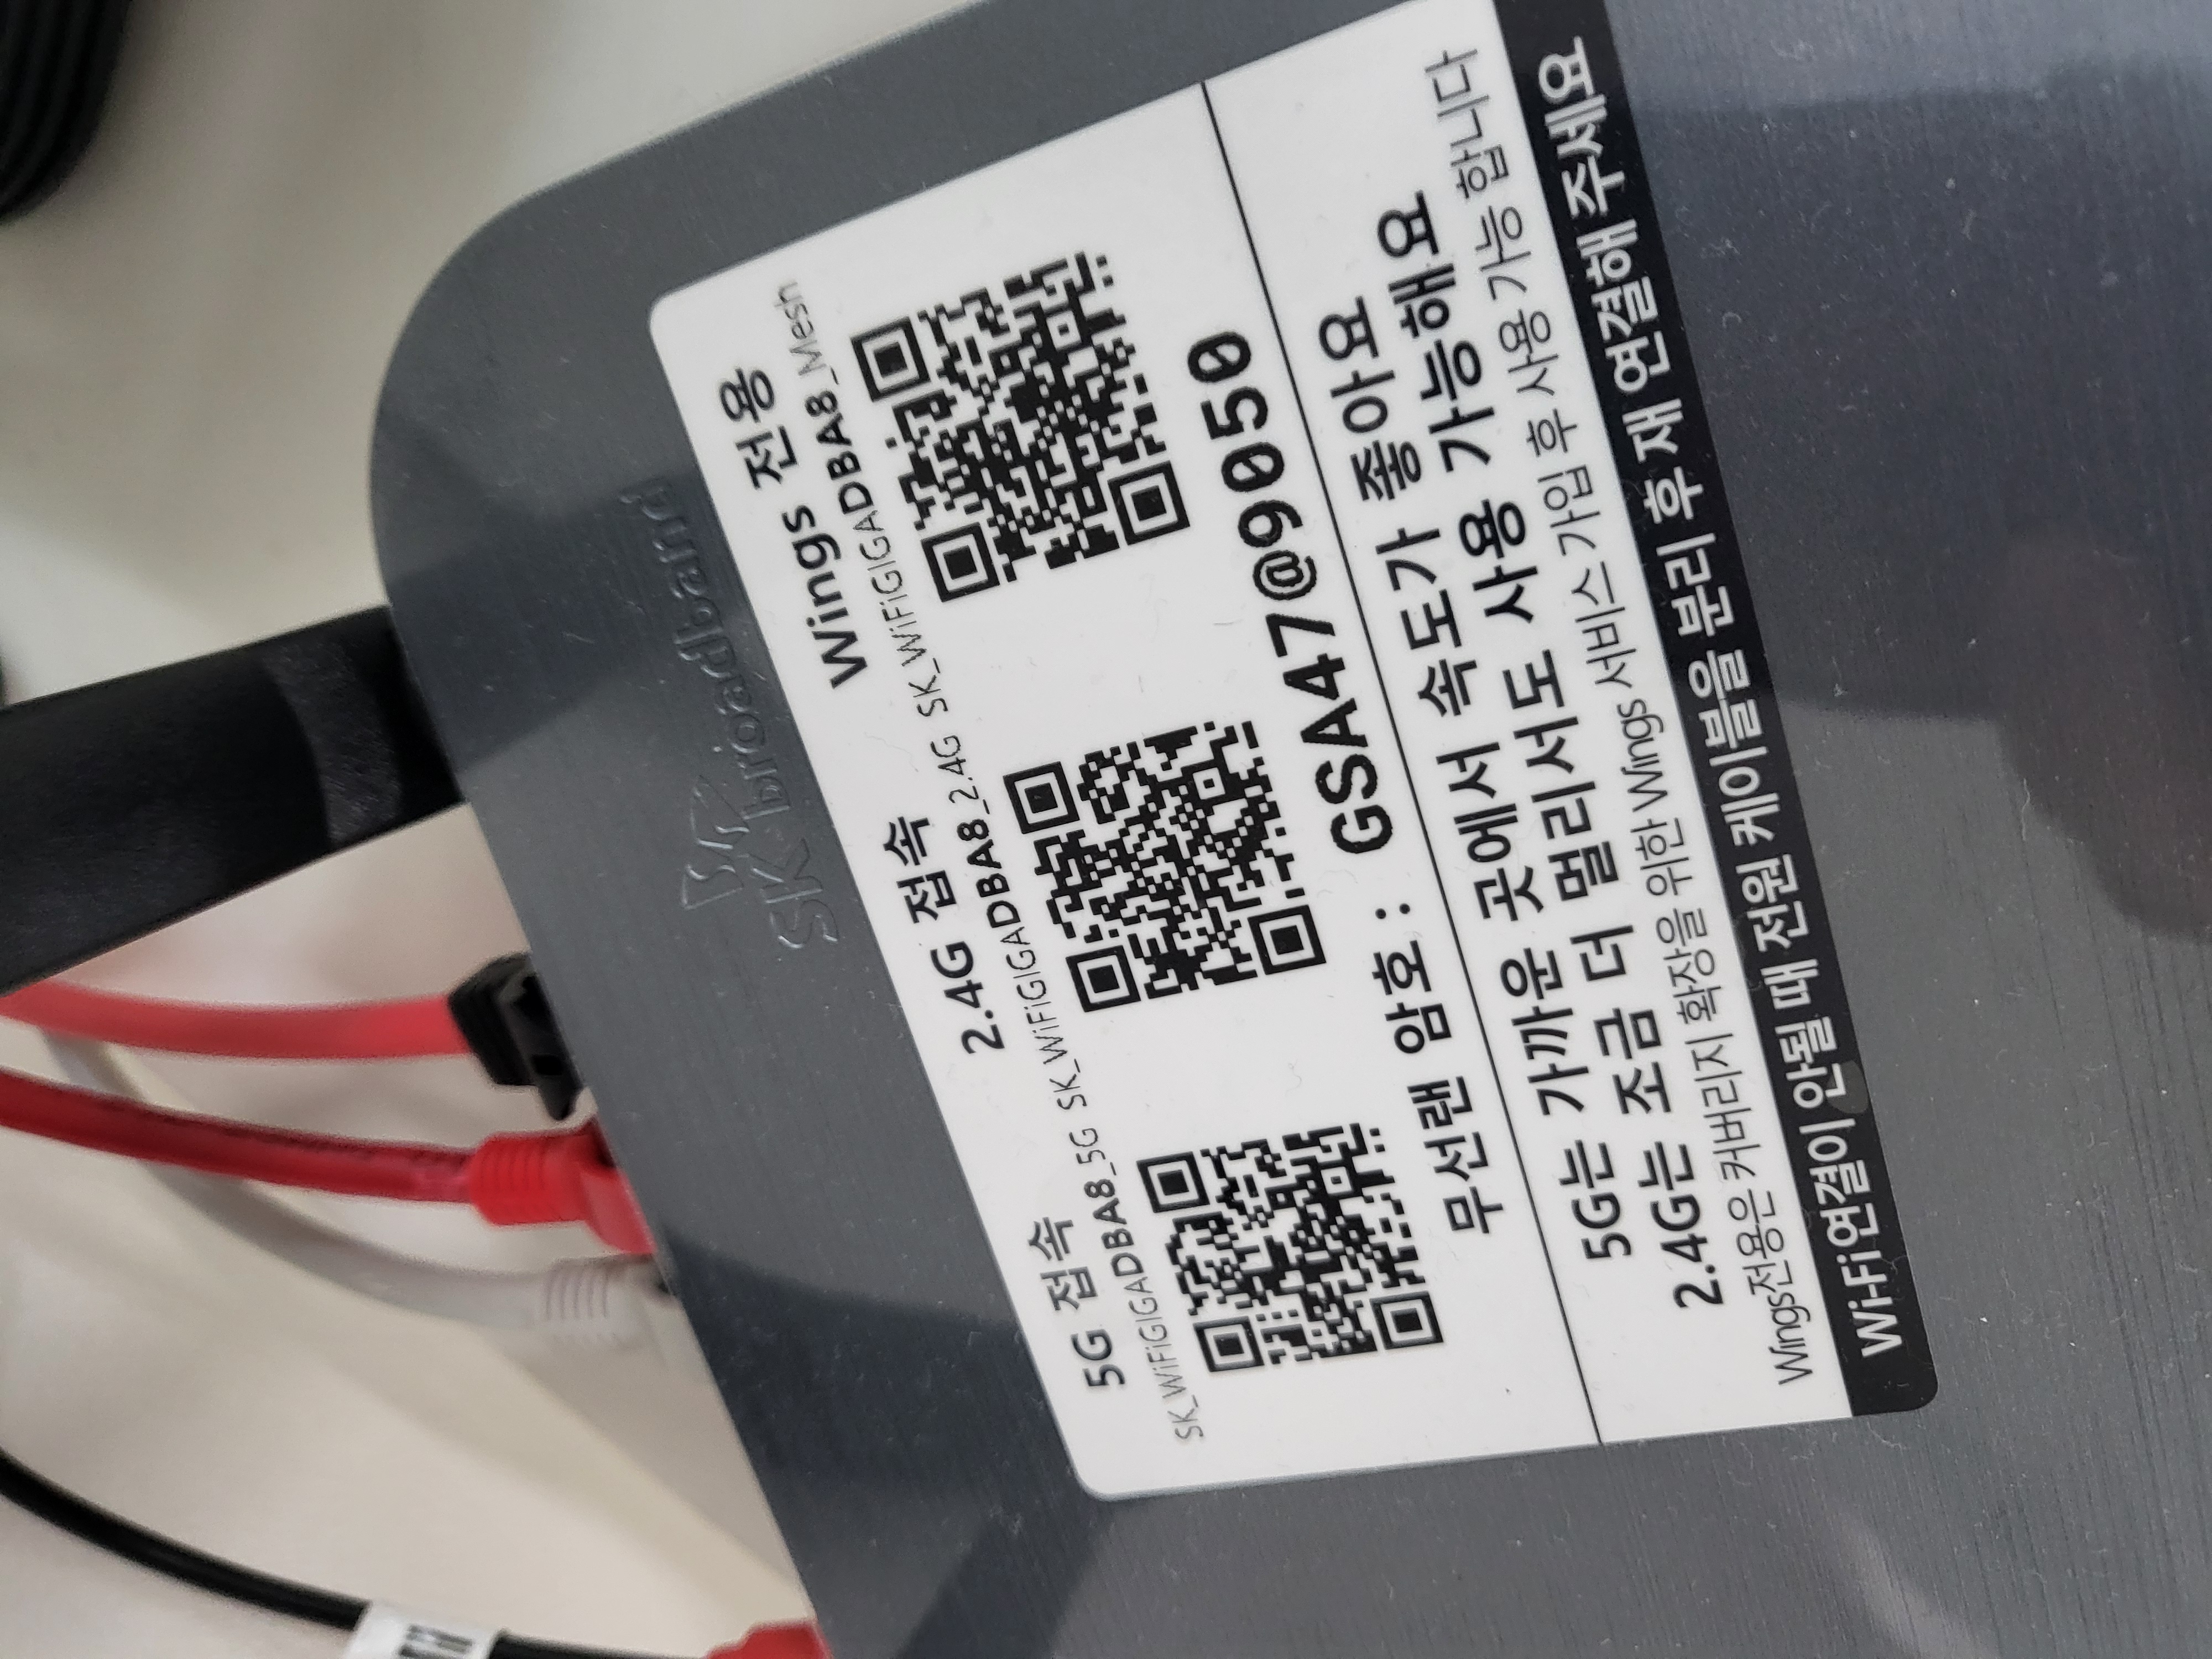 SK broadband
5G 접속
SK_WiFiGIGADBA8_5G
2.4G 접속
SK_WiFiGIGADBA8_2.4G
Wings 전용
SK_WiFiGIGADBA8_Mesh
무선랜 암호 : GSA47@9050
5G는 가까운 곳에서 속도가 좋아요
2.4G는 조금 더 멀리서도 사용 가능해요
Wings전용은 커버리지 확장을 위한 Wings 서비스 가입 후 사용 가능 합니다
Wi-Fi연결이 안될 때 전원 케이블을 분리 후 재 연결해 주세요